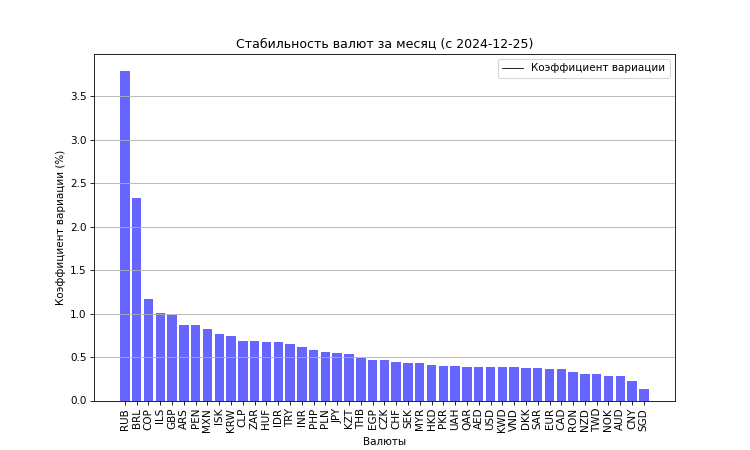 Стабильность валют за месяц (с 2024-12-25)
Коэффициент вариации
Коэффициент вариации (%)
3.5
3.0
2.5
2.0
1.5
1.0
0.5
0.0
RUB
BRL
COP
ILS
GBP
ARS
PEN
MXN
ISK
KRW
CLP
ZAR
HUF
IDR
TRY
INR
PHP
PLN
JPY
KZT
THB
EGP
CZK
CHF
SEK
MYR
HKD
PKR
UAH
QAR
AED
USD
KWD
VND
DKK
SAR
EUR
CAD
RON
NZD
TWD
NOK
AUD
CNY
SGD
Валюты